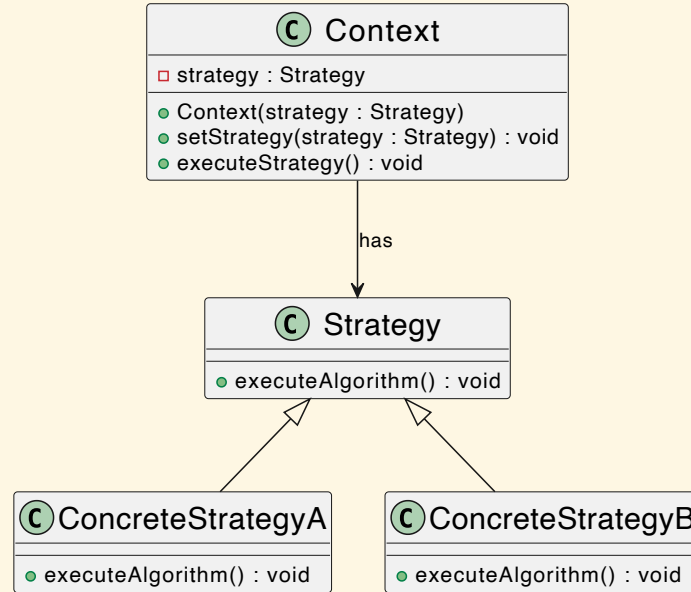 C Context
strategy : Strategy
Context(strategy : Strategy)
setStrategy(strategy : Strategy) : void
executeStrategy() : void
has
C Strategy
executeAlgorithm() : void
C ConcreteStrategyA
executeAlgorithm() : void
C ConcreteStrategyB
executeAlgorithm() : void